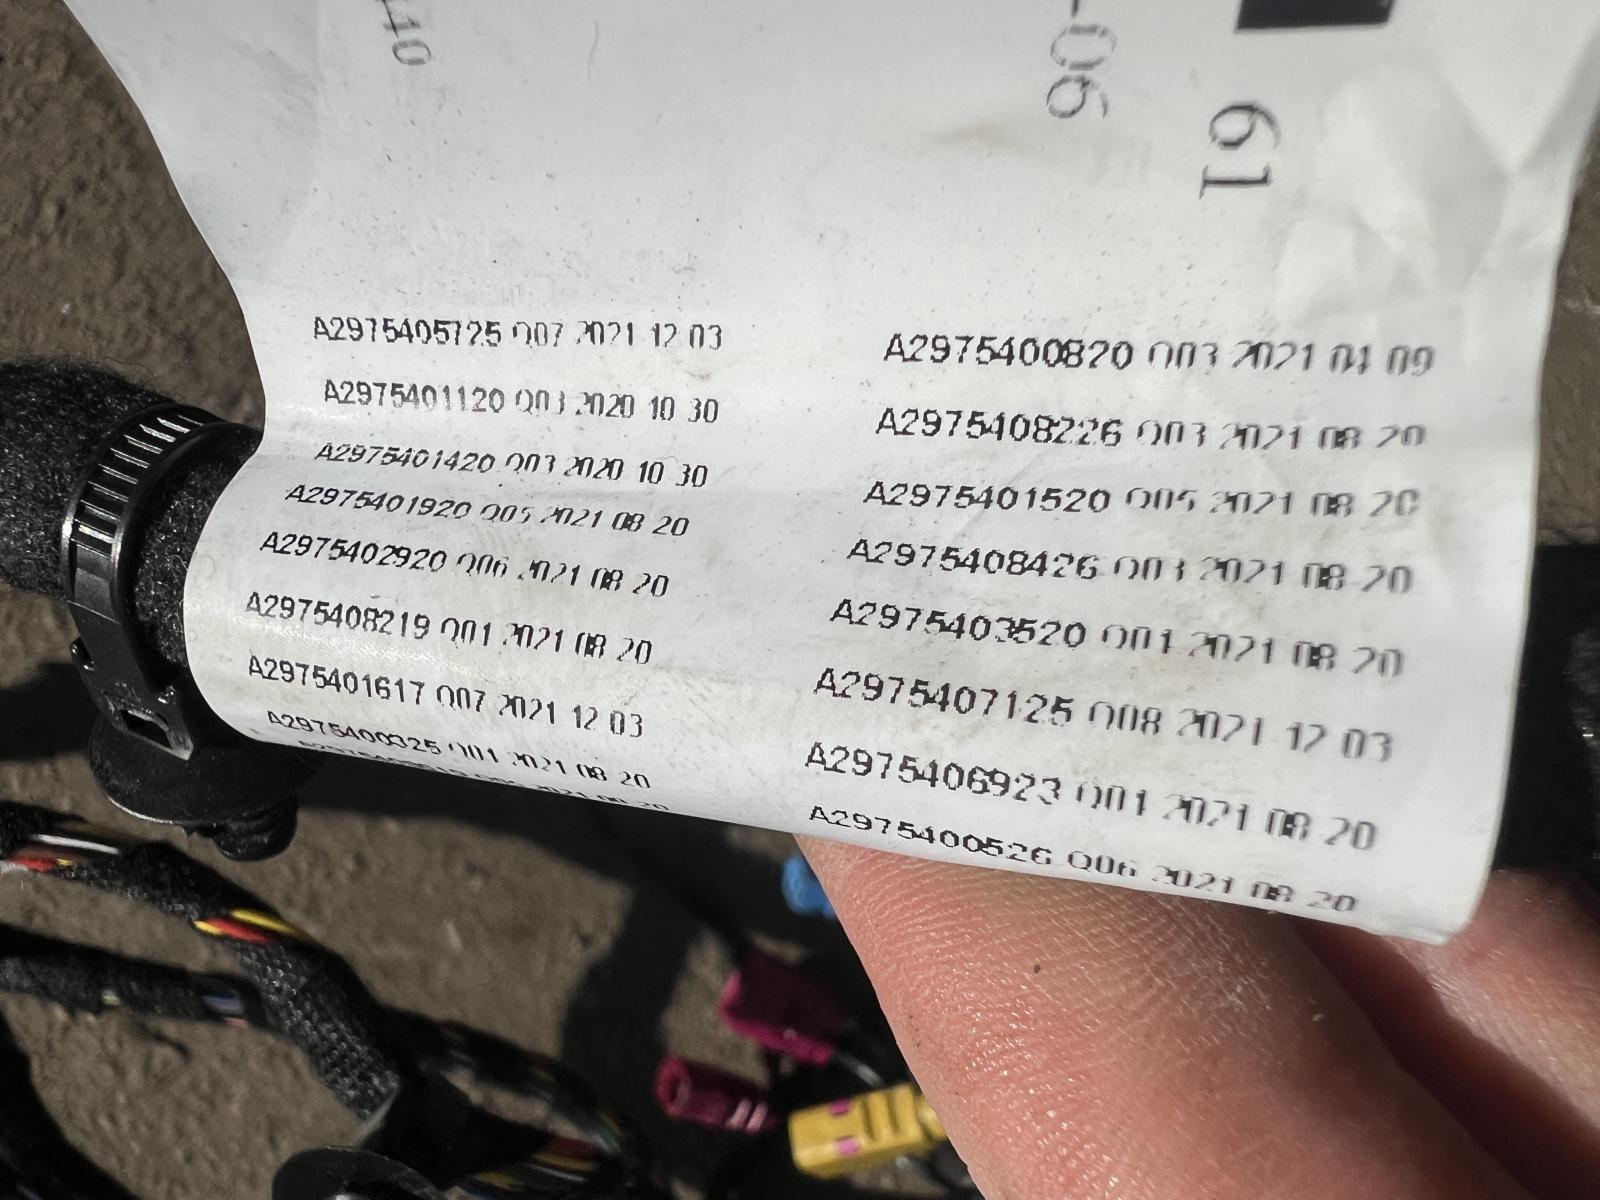 410
-06
61
A2975405725 Q07 2021 12 03
A2975401120 Q03 2020 10 30
A2975401420 Q03 2020 10 30
A2975401920 Q05 2021 08 20
A2975402920 Q06 2021 08 20
A2975408219 Q01 2021 08 20
A2975401617 Q07 2021 12 03
A2975400325 Q01 2021 08 20
A2975400820 Q03 2021 04 09
A2975408226 Q03 2021 08 20
A2975401520 Q05 2021 08 20
A2975408426 Q03 2021 08 20
A2975403520 Q01 2021 08 20
A2975407125 Q08 2021 12 03
A2975406923 Q01 2021 08 20
A2975400526 Q06 2021 08 20